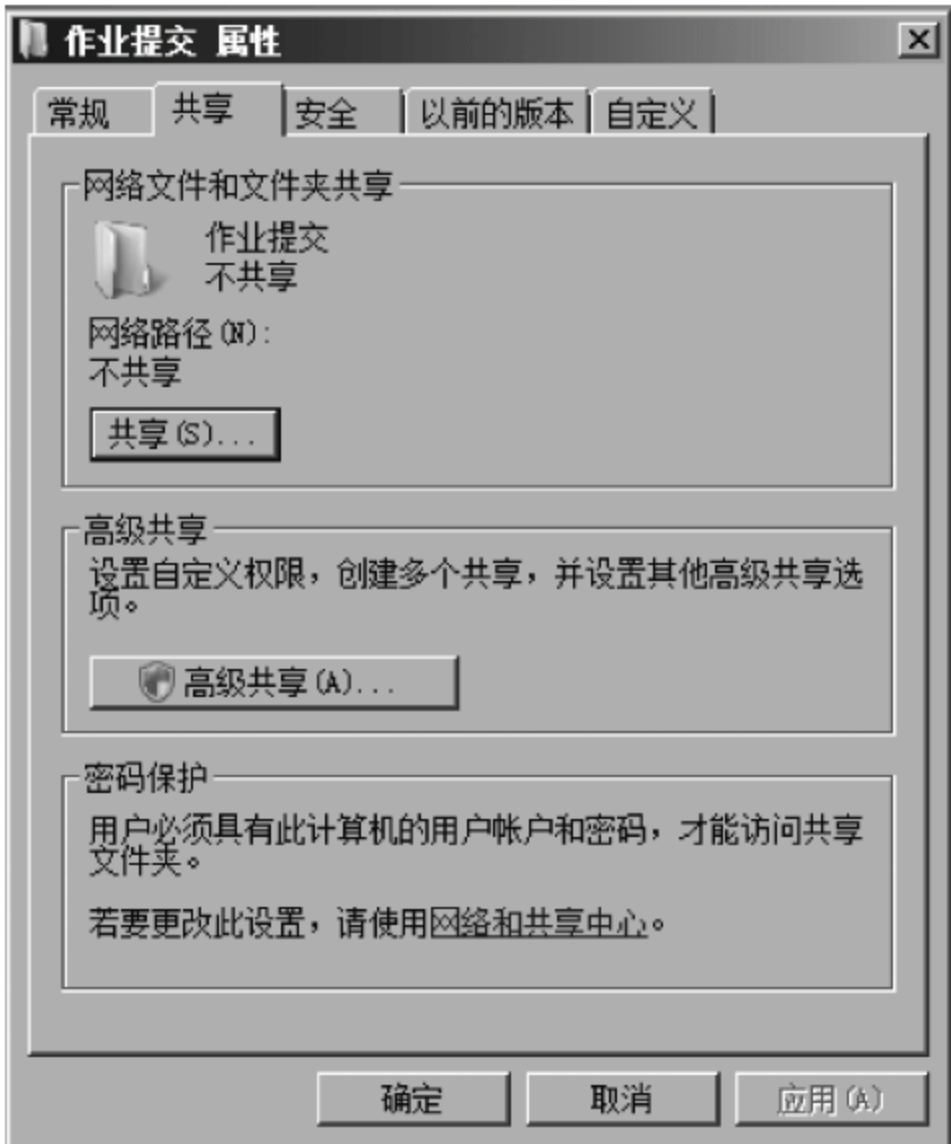 作业提交 属性
常规 共享 安全 以前的版本 自定义
网络文件和文件夹共享
作业提交
不共享
网络路径(N):
不共享
共享(S)...
高级共享
设置自定义权限，创建多个共享，并设置其他高级共享选
项。
高级共享(A)...
密码保护
用户必须具有此计算机的用户帐户和密码，才能访问共享
文件夹。
若要更改此设置，请使用网络和共享中心。
确定 取消 应用(A)